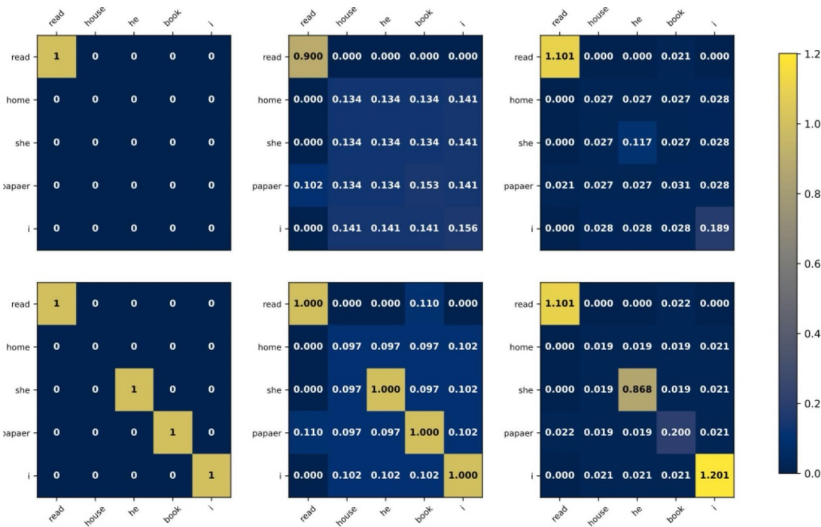 read house he book i read house he book i read house he book i
1.2
read 1 0 0 0 0 read 0.900 0.000 0.000 0.000 0.000 read 1.101 0.000 0.000 0.021 0.000
home 0 0 0 0 0 home 0.000 0.134 0.134 0.134 0.141 home 0.000 0.027 0.027 0.027 0.028
1.0
she 0 0 0 0 0 she 0.000 0.134 0.134 0.134 0.141 she 0.000 0.027 0.117 0.027 0.028
papaer 0 0 0 0 0 papaer 0.102 0.134 0.134 0.153 0.141 papaer 0.021 0.027 0.027 0.031 0.028
0.8
i 0 0 0 0 0 i 0.000 0.141 0.141 0.141 0.156 i 0.000 0.028 0.028 0.028 0.189
0.6
read 1 0 0 0 0 read 1.000 0.000 0.000 0.110 0.000 read 1.101 0.000 0.000 0.022 0.000
0.4
home 0 0 0 0 0 home 0.000 0.097 0.097 0.097 0.102 home 0.000 0.019 0.019 0.019 0.021
she 0 0 1 0 0 she 0.000 0.097 1.000 0.097 0.102 she 0.000 0.019 0.868 0.019 0.021
0.2
papaer 0 0 0 1 0 papaer 0.110 0.097 0.097 1.000 0.102 papaer 0.022 0.019 0.019 0.200 0.021
i 0 0 0 0 1 i 0.000 0.102 0.102 0.102 1.000 i 0.000 0.021 0.021 0.021 1.201
0.0
read house he book i read house he book i read house he book i